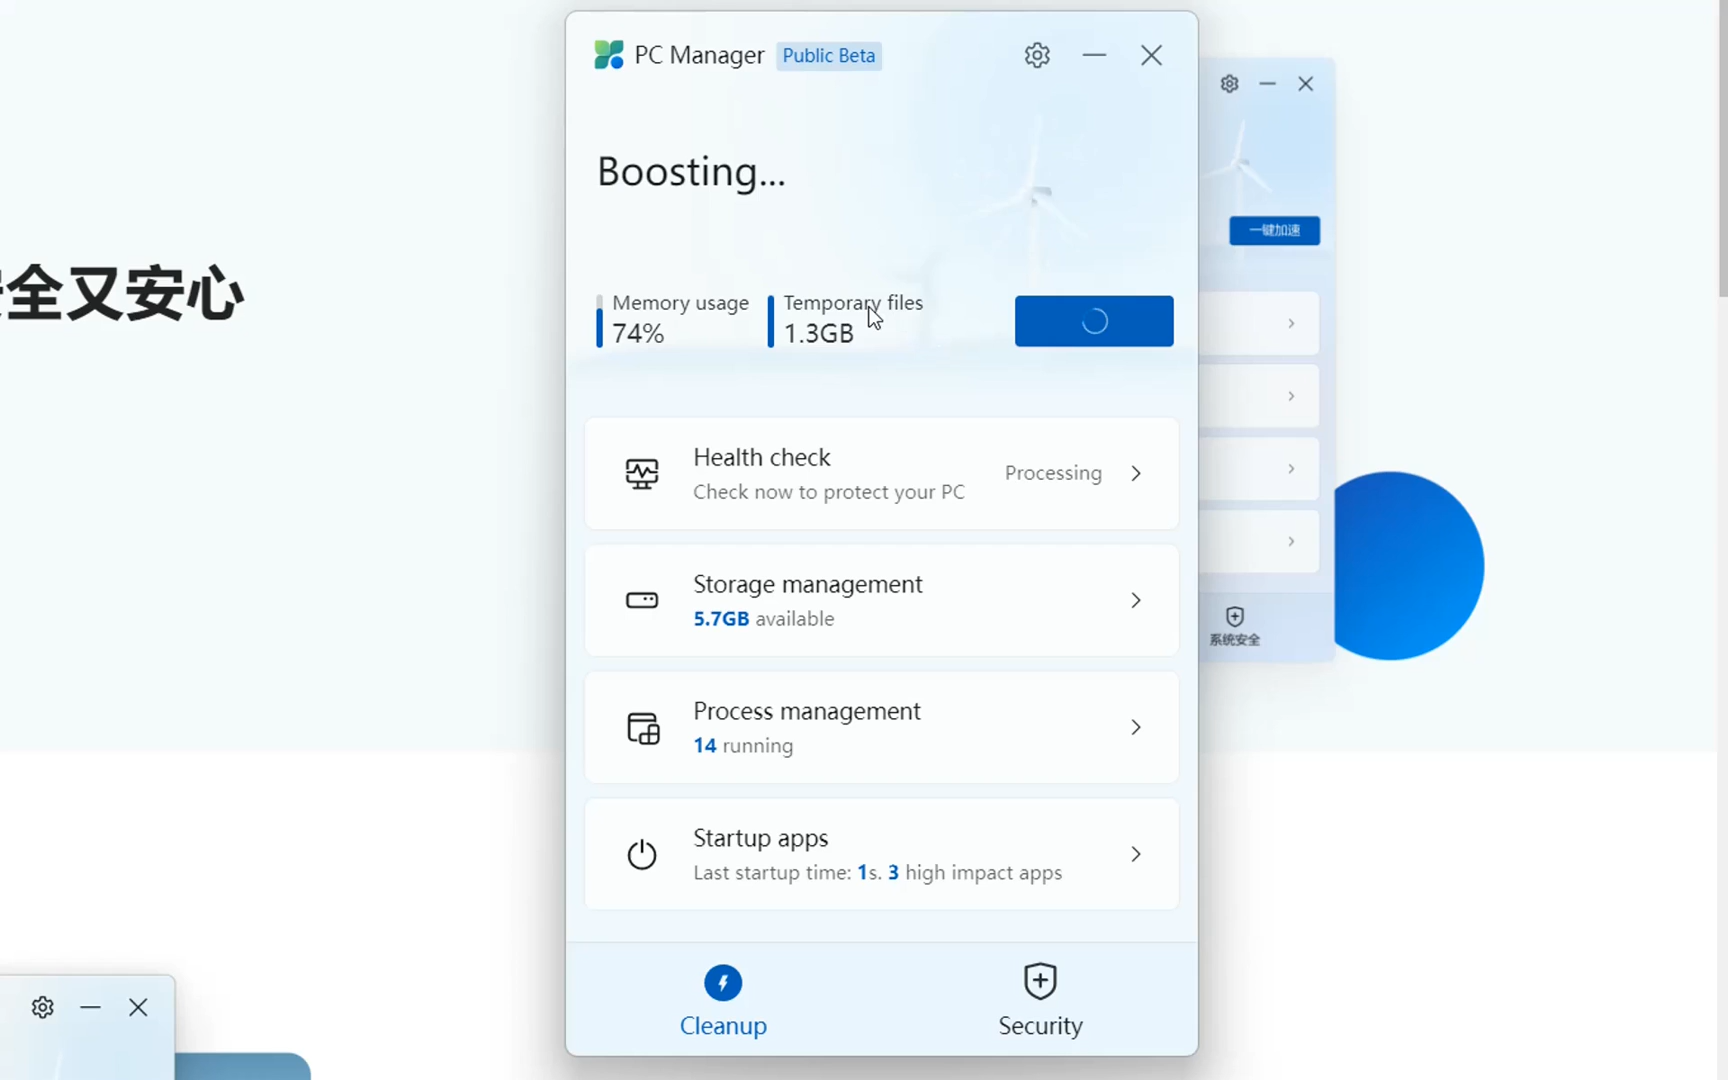 PC Manager Public Beta
Boosting...
一键加速
全又安心
Memory usage
74%
Temporary files
1.3GB
Health check
Check now to protect your PC
Processing
Storage management
5.7GB available
系统安全
Process management
14 running
Startup apps
Last startup time: 1s. 3 high impact apps
Cleanup
Security